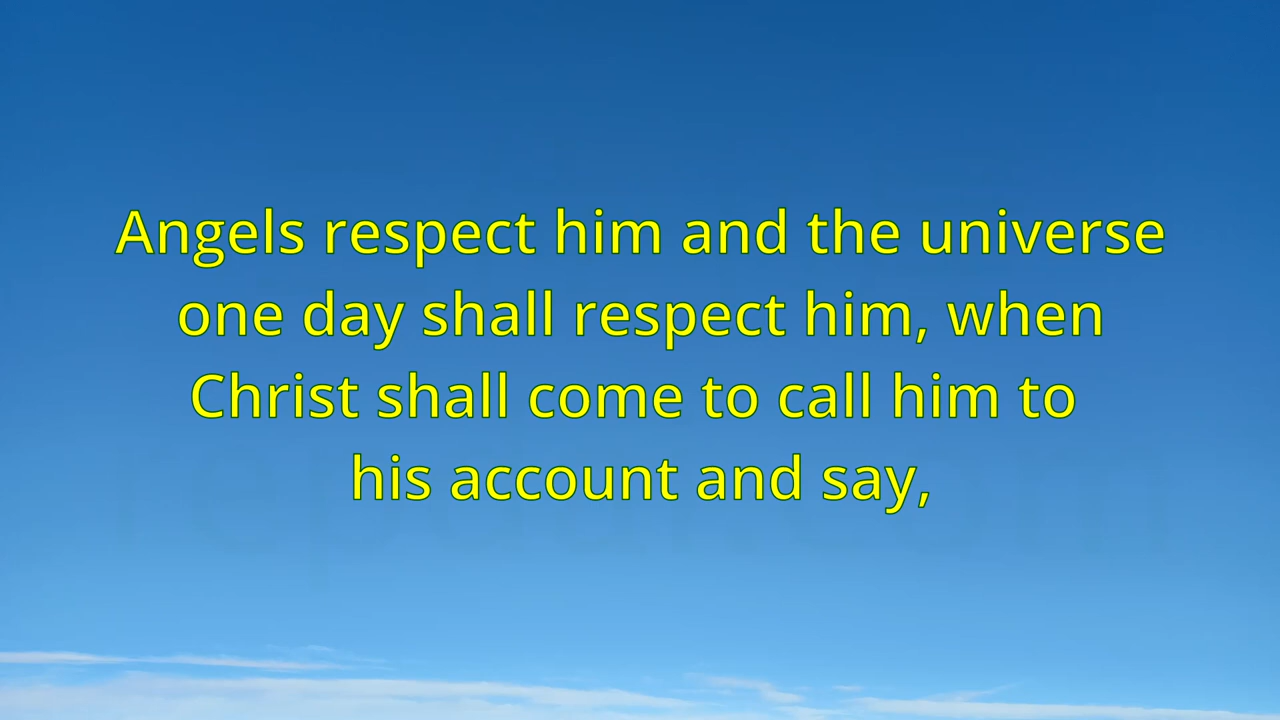 Angels respect him and the universe
one day shall respect him, when
Christ shall come to call him to
his account and say,